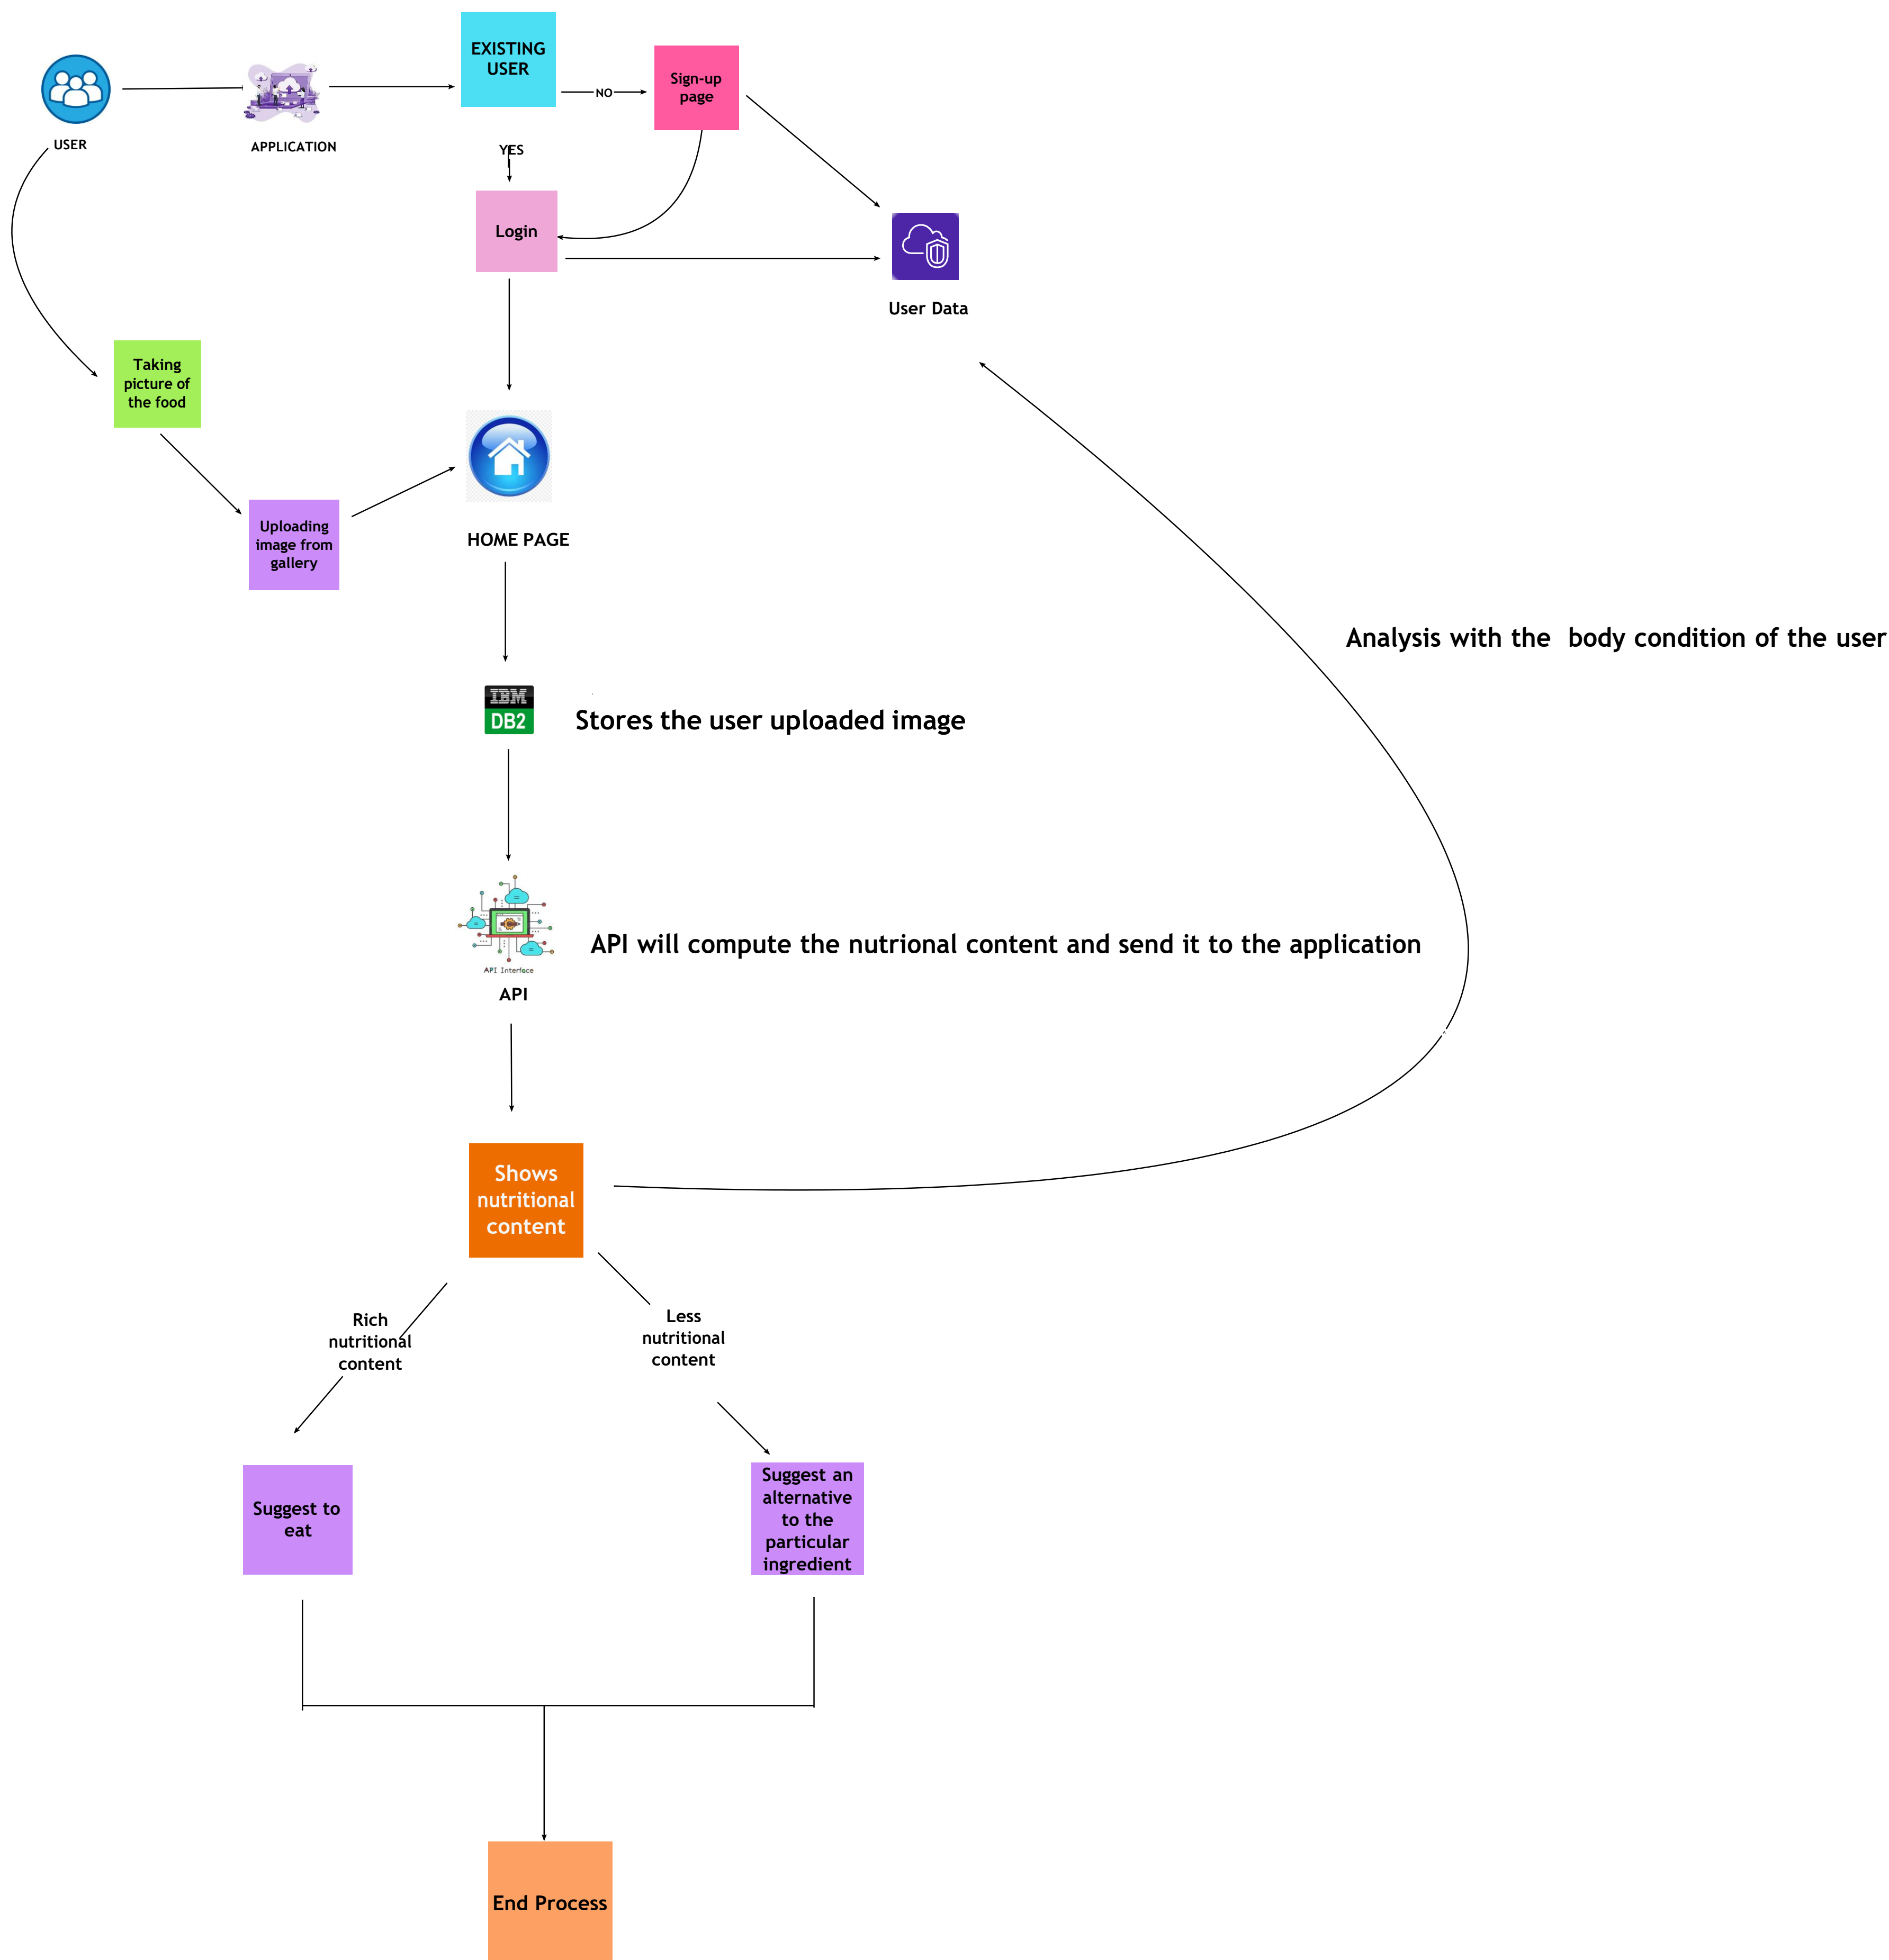 EXISTING
USER
NO
Sign-up
page
USER
APPLICATION
YES
Login
User Data
Taking
picture of
the food
Uploading
image from
gallery
HOME PAGE
Analysis with the  body condition of the user
IBM
DB2
Stores the user uploaded image
API will compute the nutrional content and send it to the application
API Interface
API
Shows
nutritional
content
Rich
nutritional
content
Less
nutritional
content
Suggest to
eat
Suggest an
alternative
to the
particular
ingredient
End Process